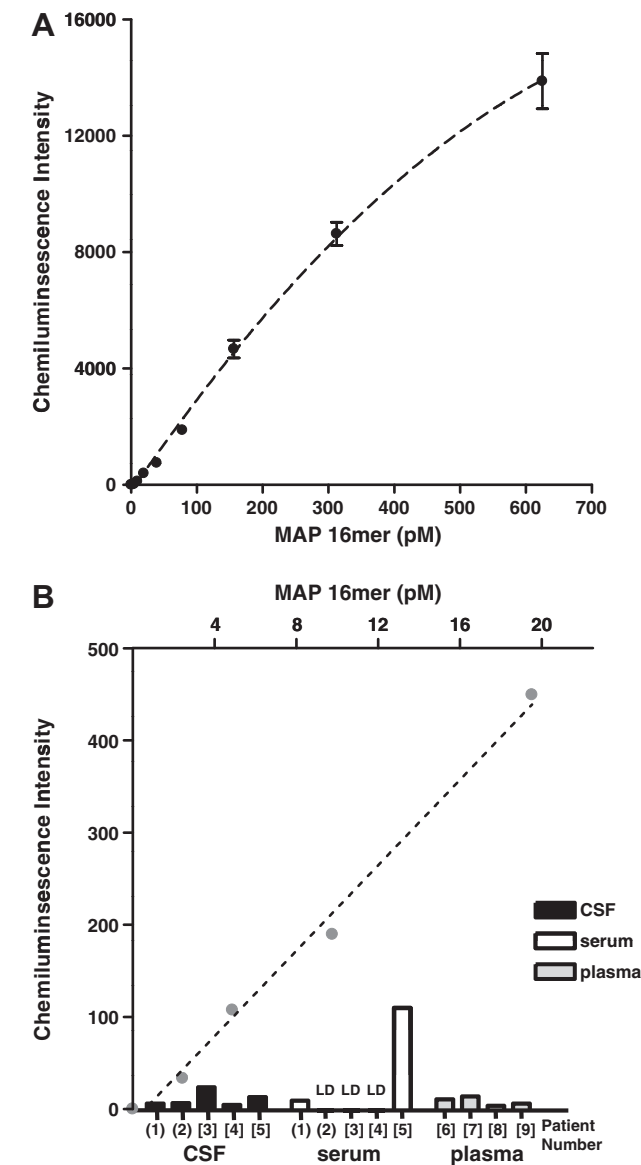 A
16000
12000
8000
4000
0
Chemiluminsescence Intensity
0 100 200 300 400 500 600 700
MAP 16mer (pM)
B
MAP 16mer (pM)
4 8 12 16 20
500
400
300
200
100
0
Chemiluminsescence Intensity
CSF
serum
plasma
LD LD LD
(1) (2) [3] [4] [5] (1) (2) [3] [4] [5] [6] [7] [8] [9] Patient
Number
CSF serum plasma